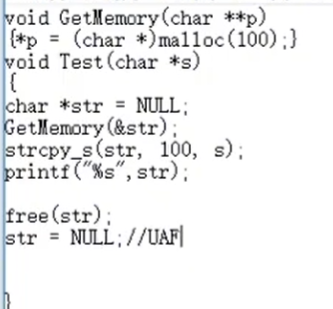 void GetMemory(char **p)
{*p = (char *)malloc(100);}
void Test(char *s)
{
char *str = NULL;
GetMemory(&str);
strcpy_s(str, 100, s);
printf("%s",str);
free(str);
str = NULL;//UAF
}